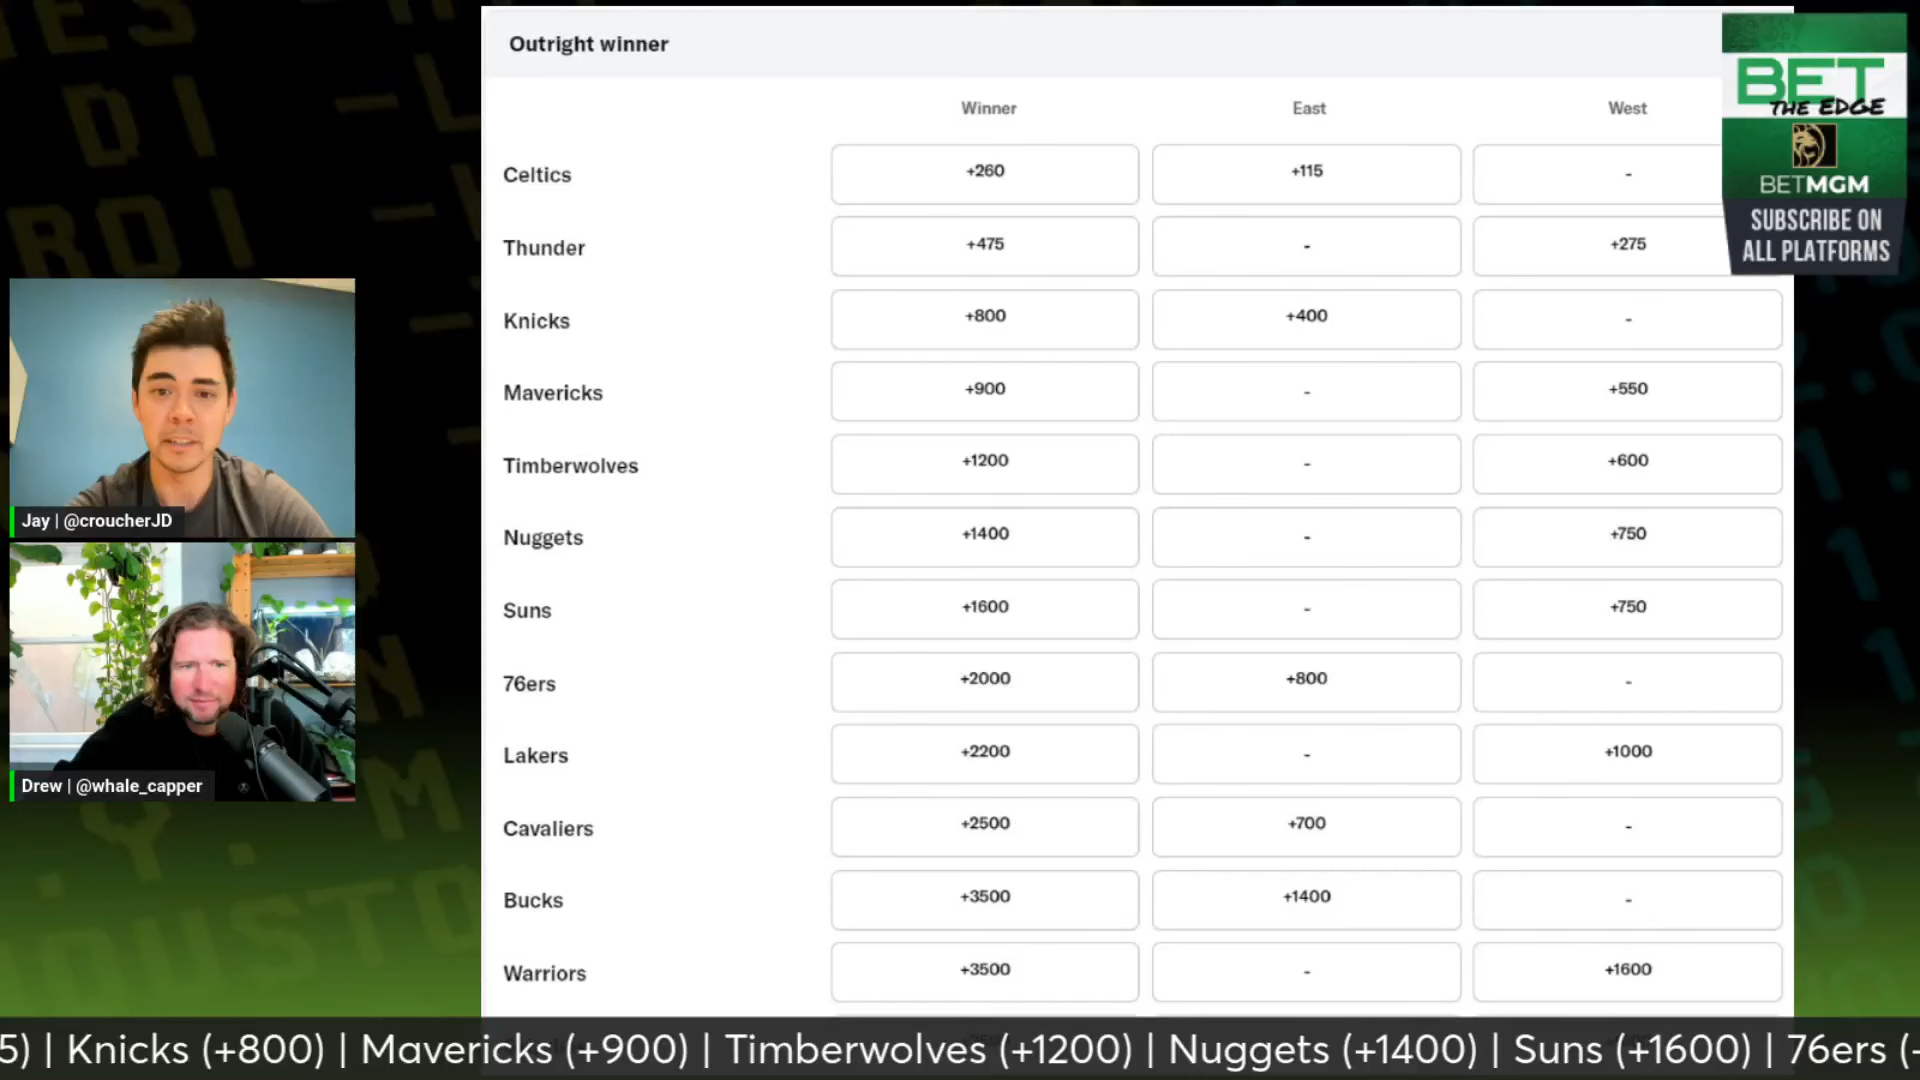 Outright winner
Winner East West
Celtics +260 +115 -
Thunder +475 - +275
Knicks +800 +400 -
Mavericks +900 - +550
Timberwolves +1200 - +600
Nuggets +1400 - +750
Suns +1600 - +750
76ers +2000 +800 -
Lakers +2200 - +1000
Cavaliers +2500 +700 -
Bucks +3500 +1400 -
Warriors +3500 - +1600
BET
THE EDGE
BETMGM
SUBSCRIBE ON
ALL PLATFORMS
Jay | @croucherJD
Drew | @whale_capper
5) | Knicks (+800) | Mavericks (+900) | Timberwolves (+1200) | Nuggets (+1400) | Suns (+1600) | 76ers (